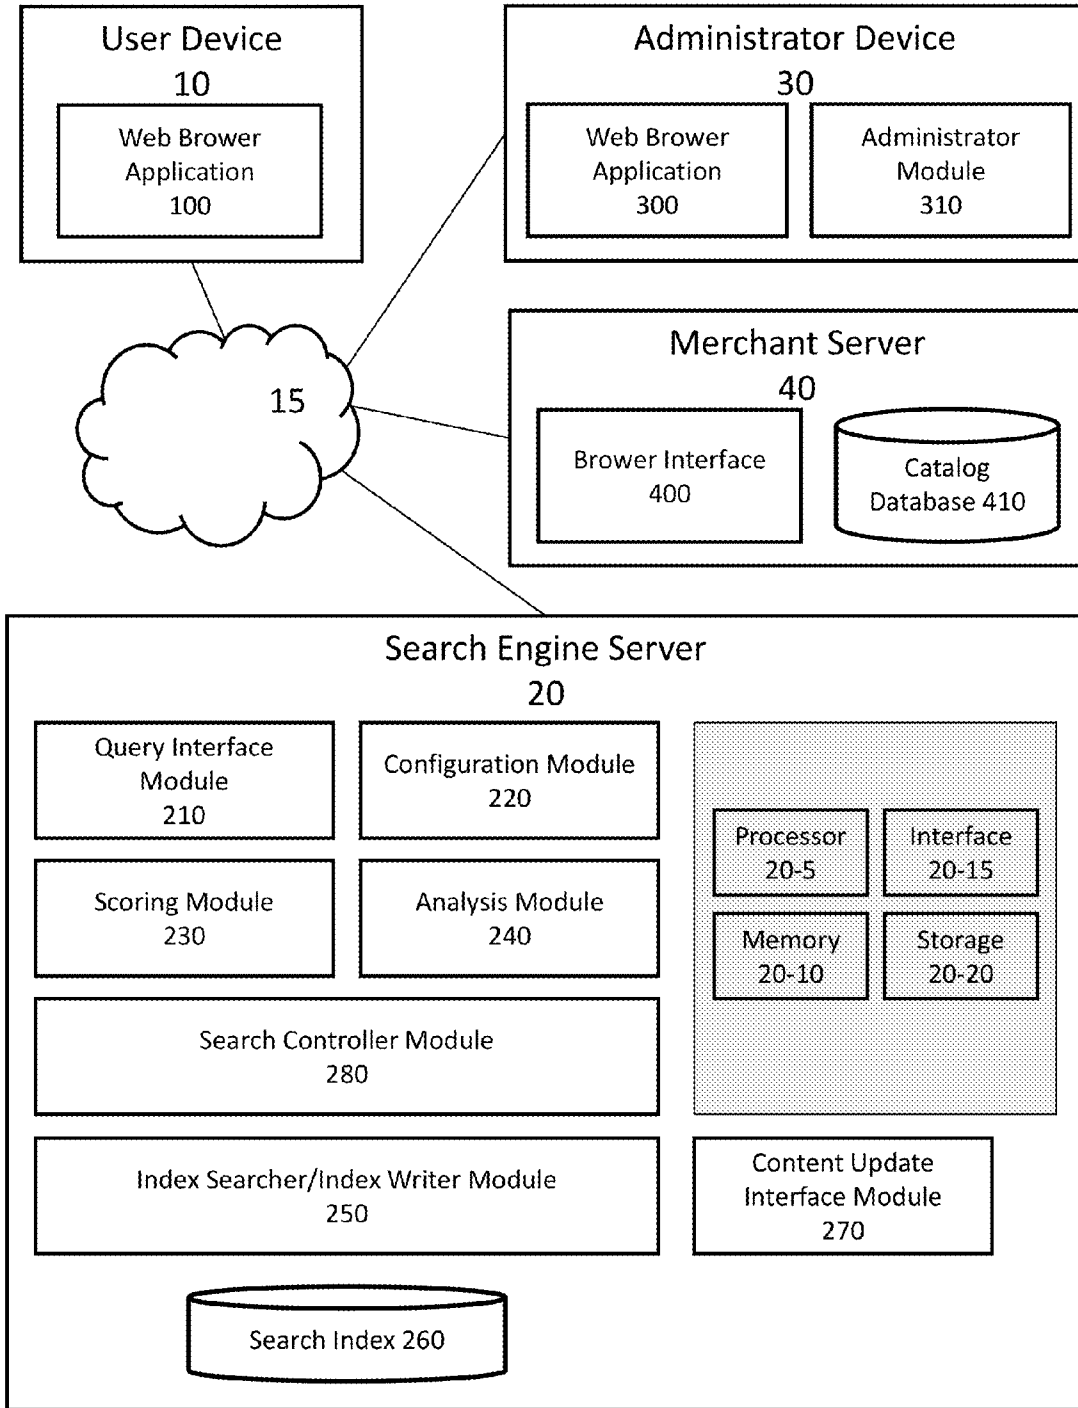 User Device
10
Web Brower
Application
100
Administrator Device
30
Web Brower
Application
300
Administrator
Module
310
15
Merchant Server
40
Brower Interface
400
Catalog
Database 410
Search Engine Server
20
Query Interface
Module
210
Configuration Module
220
Scoring Module
230
Analysis Module
240
Processor
20-5
Interface
20-15
Memory
20-10
Storage
20-20
Search Controller Module
280
Index Searcher/Index Writer Module
250
Content Update
Interface Module
270
Search Index 260